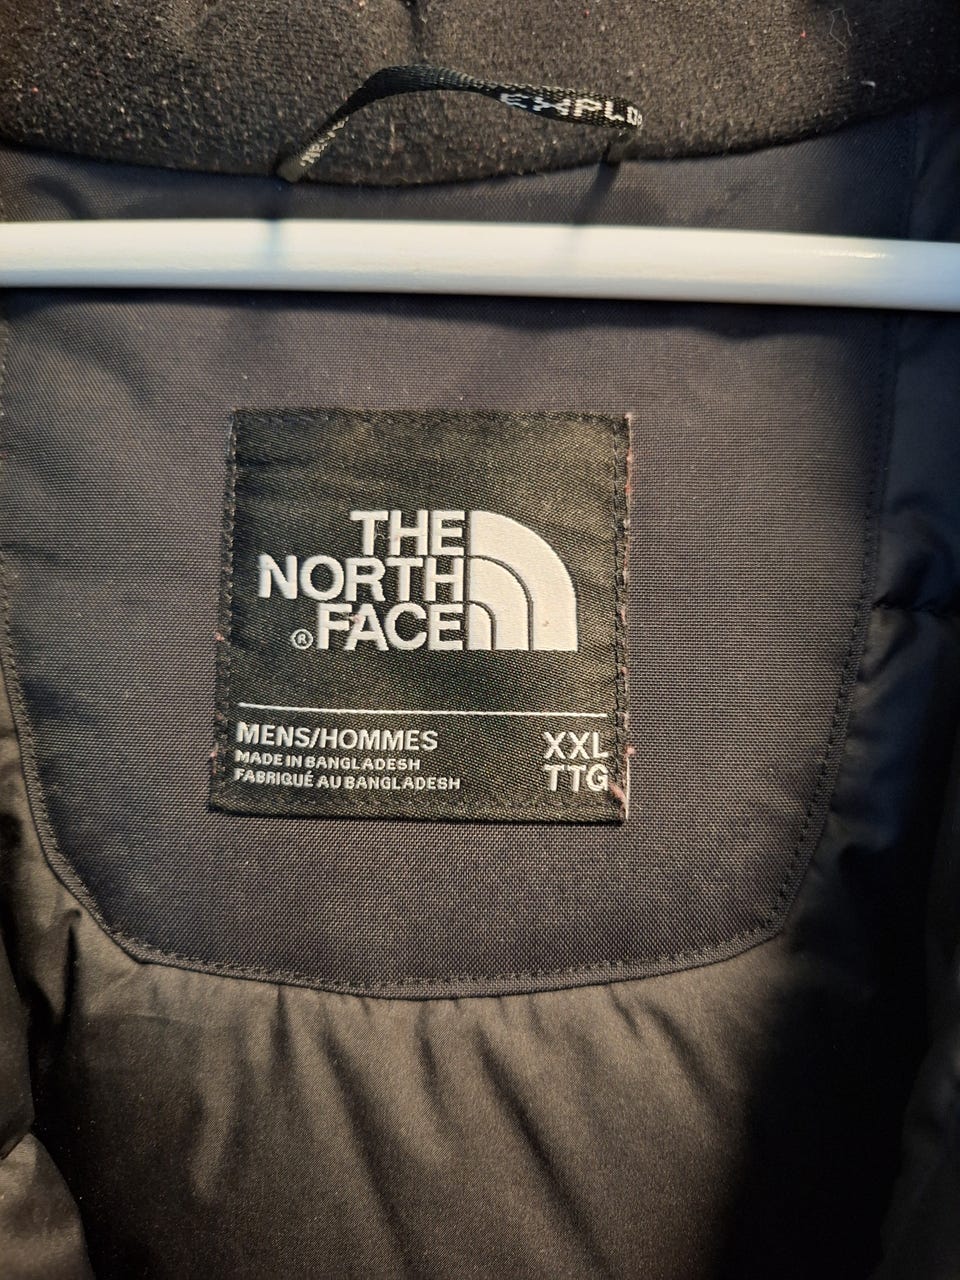 THE
NORTH
® FACE
MENS/HOMMES
MADE IN BANGLADESH
FABRIQUÉ AU BANGLADESH
XXL
TTG